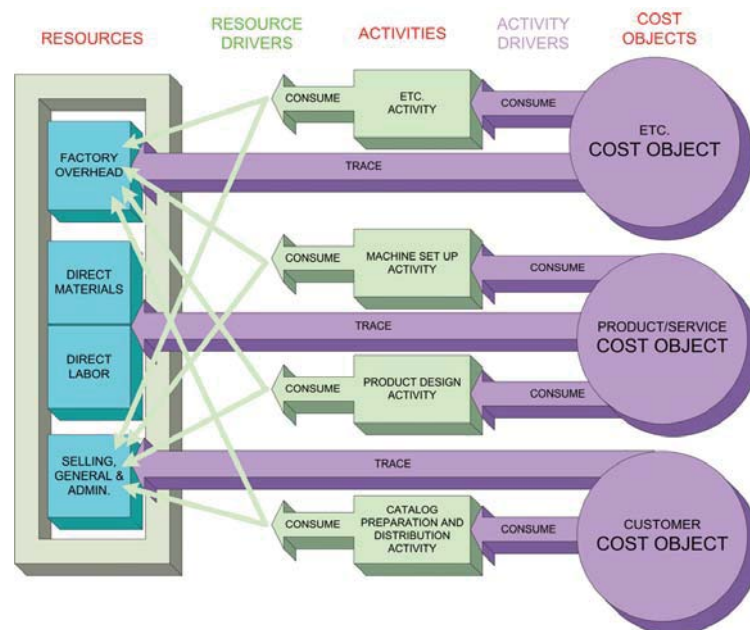 RESOURCES
RESOURCE
DRIVERS
ACTIVITIES
ACTIVITY
DRIVERS
COST
OBJECTS
CONSUME
ETC.
ACTIVITY
CONSUME
ETC.
COST OBJECT
FACTORY
OVERHEAD
TRACE
CONSUME
MACHINE SET UP
ACTIVITY
CONSUME
DIRECT
MATERIALS
TRACE
PRODUCT/SERVICE
COST OBJECT
DIRECT
LABOR
CONSUME
PRODUCT DESIGN
ACTIVITY
CONSUME
SELLING,
GENERAL &
ADMIN.
TRACE
CONSUME
CATALOG
PREPARATION AND
DISTRIBUTION
ACTIVITY
CONSUME
CUSTOMER
COST OBJECT